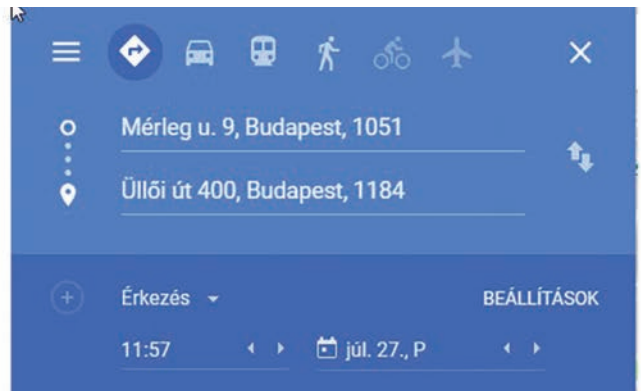 Mérleg u. 9, Budapest, 1051
Üllői út 400, Budapest, 1184
Érkezés BEÁLLÍTÁSOK
11:57 júl. 27., P